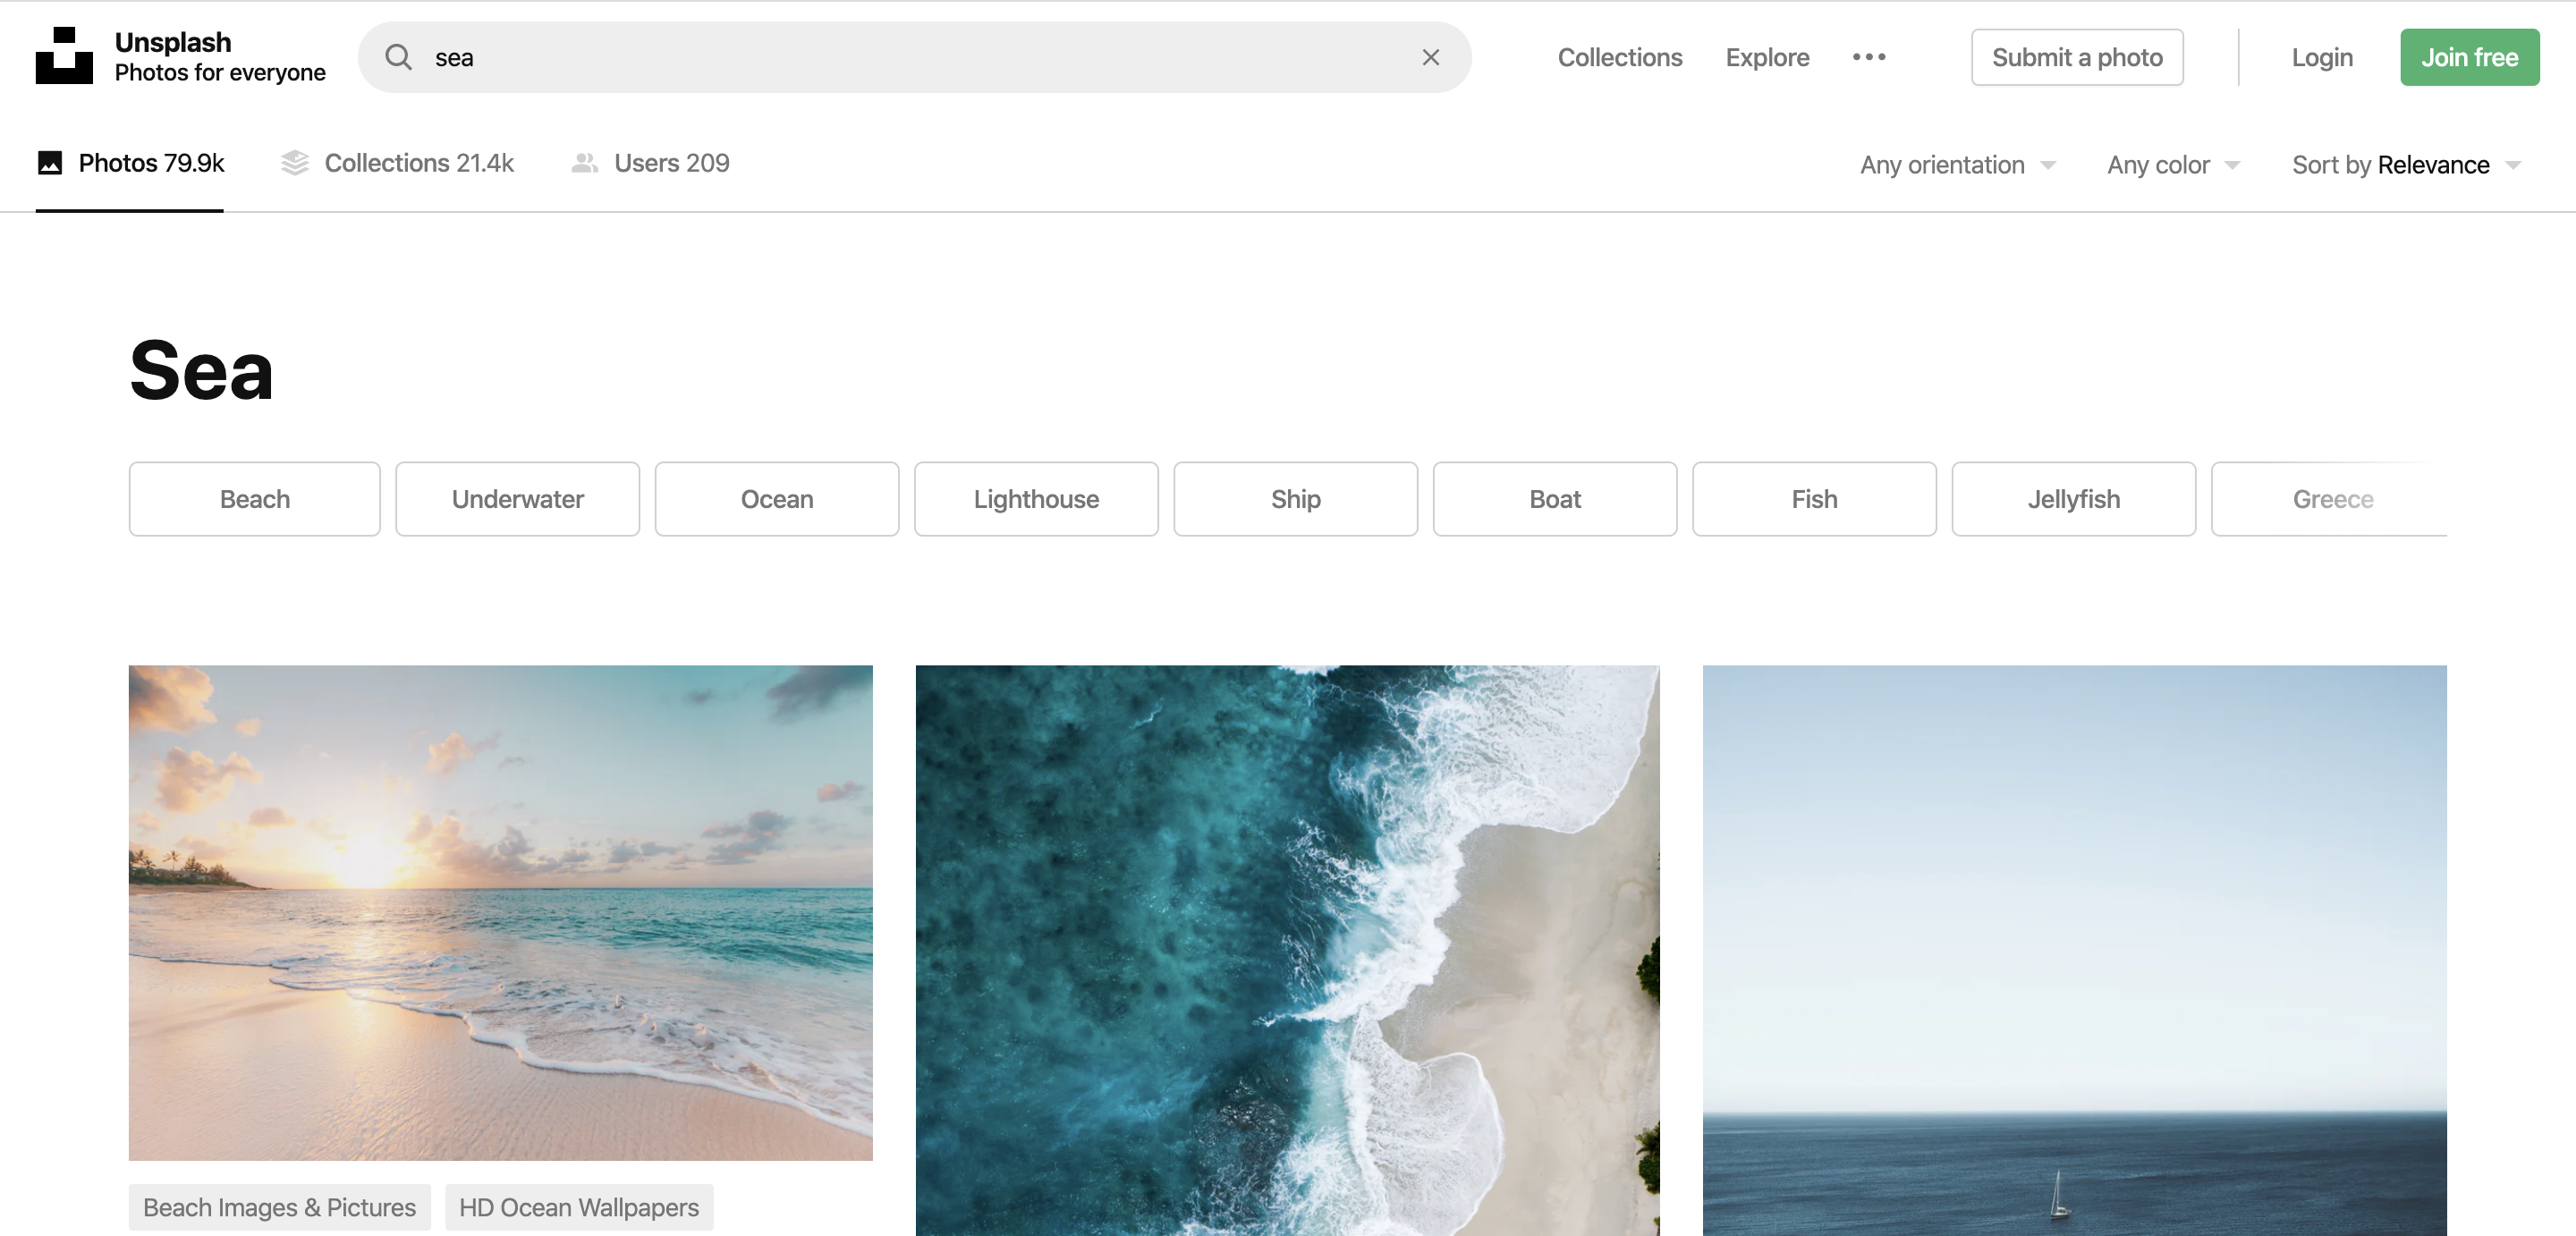 Unsplash
Photos for everyone
sea
Collections
Explore
Submit a photo
Login
Join free
Photos 79.9k
Collections 21.4k
Users 209
Any orientation
Any color
Sort by Relevance
Sea
Beach
Underwater
Ocean
Lighthouse
Ship
Boat
Fish
Jellyfish
Greece
Beach Images & Pictures
HD Ocean Wallpapers